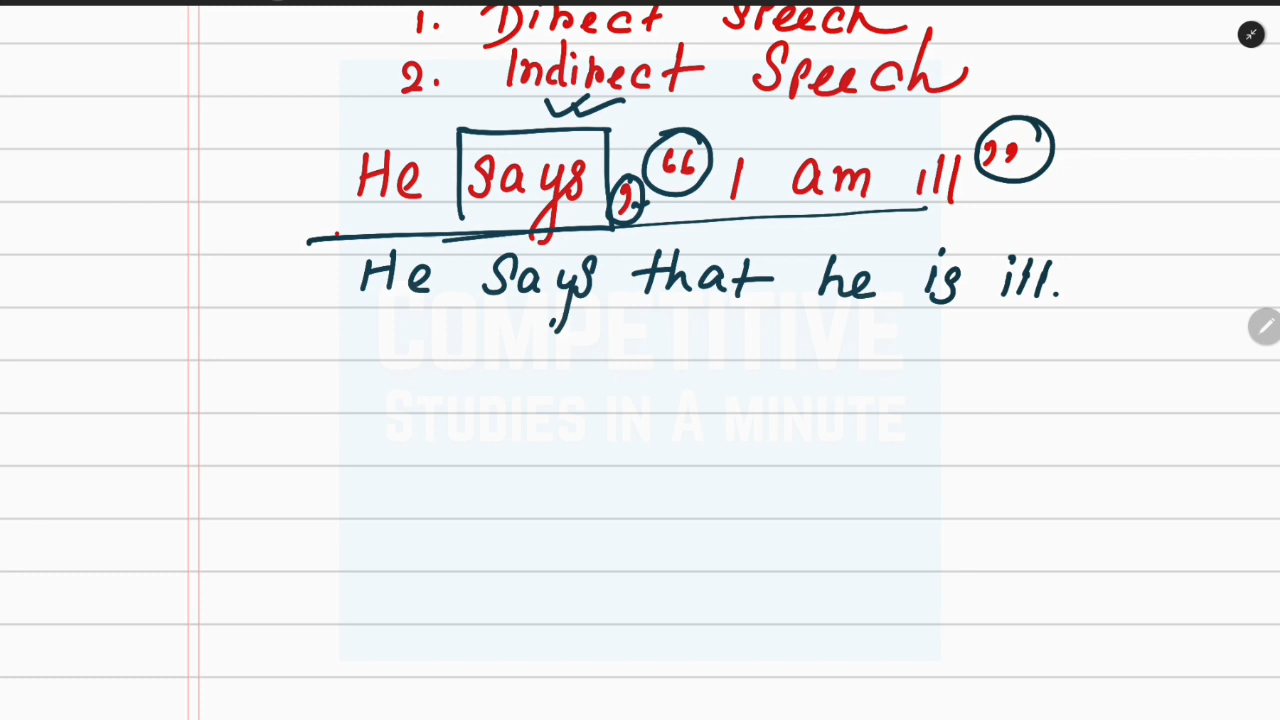 1. Direct Speech
2. Indirect Speech
He says, “I am ill”
He says that he is ill.
COMPETITIVE
STUDIES IN A MINUTE